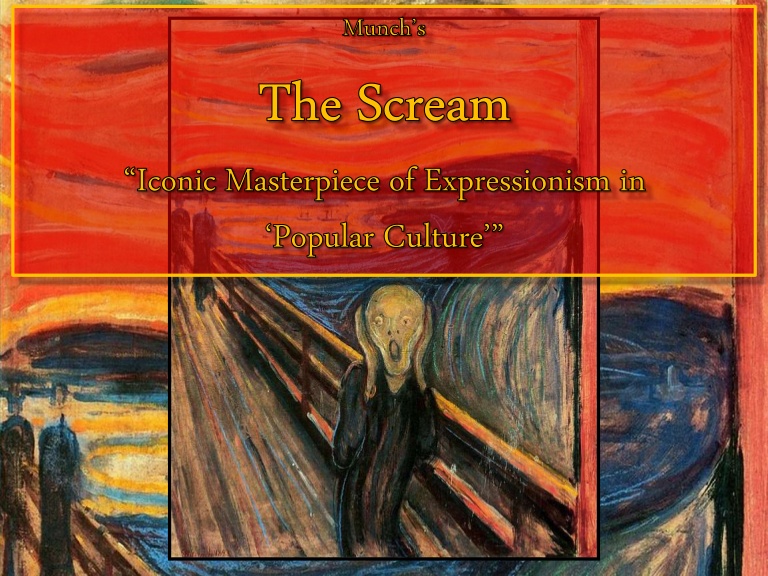 Munch's
The Scream
“Iconic Masterpiece of Expressionism in
‘Popular Culture’”